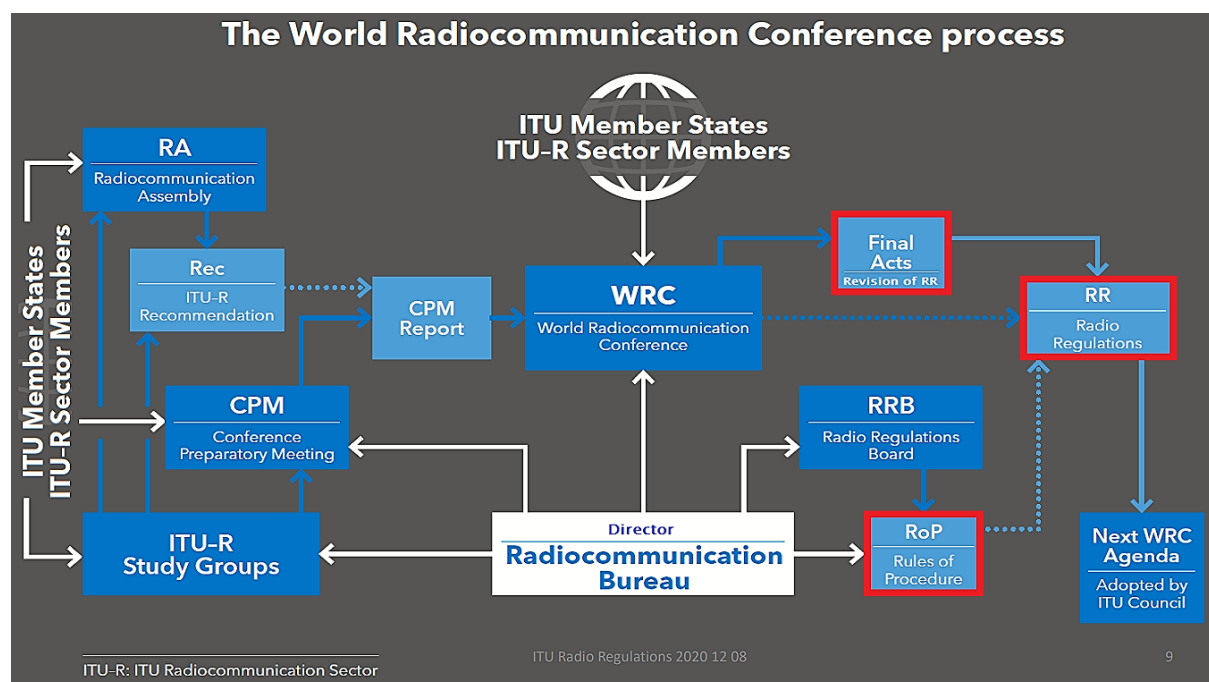 The World Radiocommunication Conference process
ITU Member States
ITU–R Sector Members
RA
Radiocommunication
Assembly
Rec
ITU–R
Recommendation
CPM
Report
WRC
World Radiocommunication
Conference
Final
Acts
Revision of RR
RR
Radio
Regulations
ITU Member States
ITU–R Sector Members
CPM
Conference
Preparatory Meeting
RRB
Radio Regulations
Board
ITU–R
Study Groups
Director
Radiocommunication
Bureau
RoP
Rules of
Procedure
Next WRC
Agenda
Adopted by
ITU Council
ITU–R: ITU Radiocommunication Sector
ITU Radio Regulations 2020 12 08
9